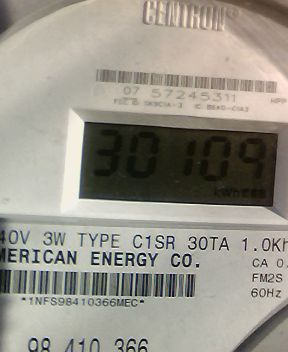 CENTRON®
07 57245311
30109
kWh
40V 3W TYPE C1SR 30TA 1.0Kh
MERICAN ENERGY CO.
CA 0.
FM2S
60Hz
*1NFS98410366MEC*
98 410 366